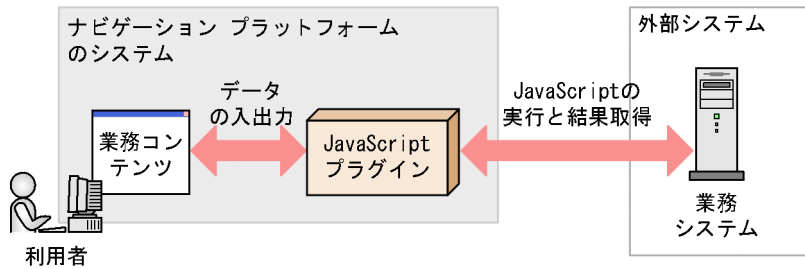 ナビゲーション プラットフォーム
のシステム
外部システム
データ
の入出力
JavaScriptの
実行と結果取得
業務コン
テンツ
JavaScript
プラグイン
業務
システム
利用者